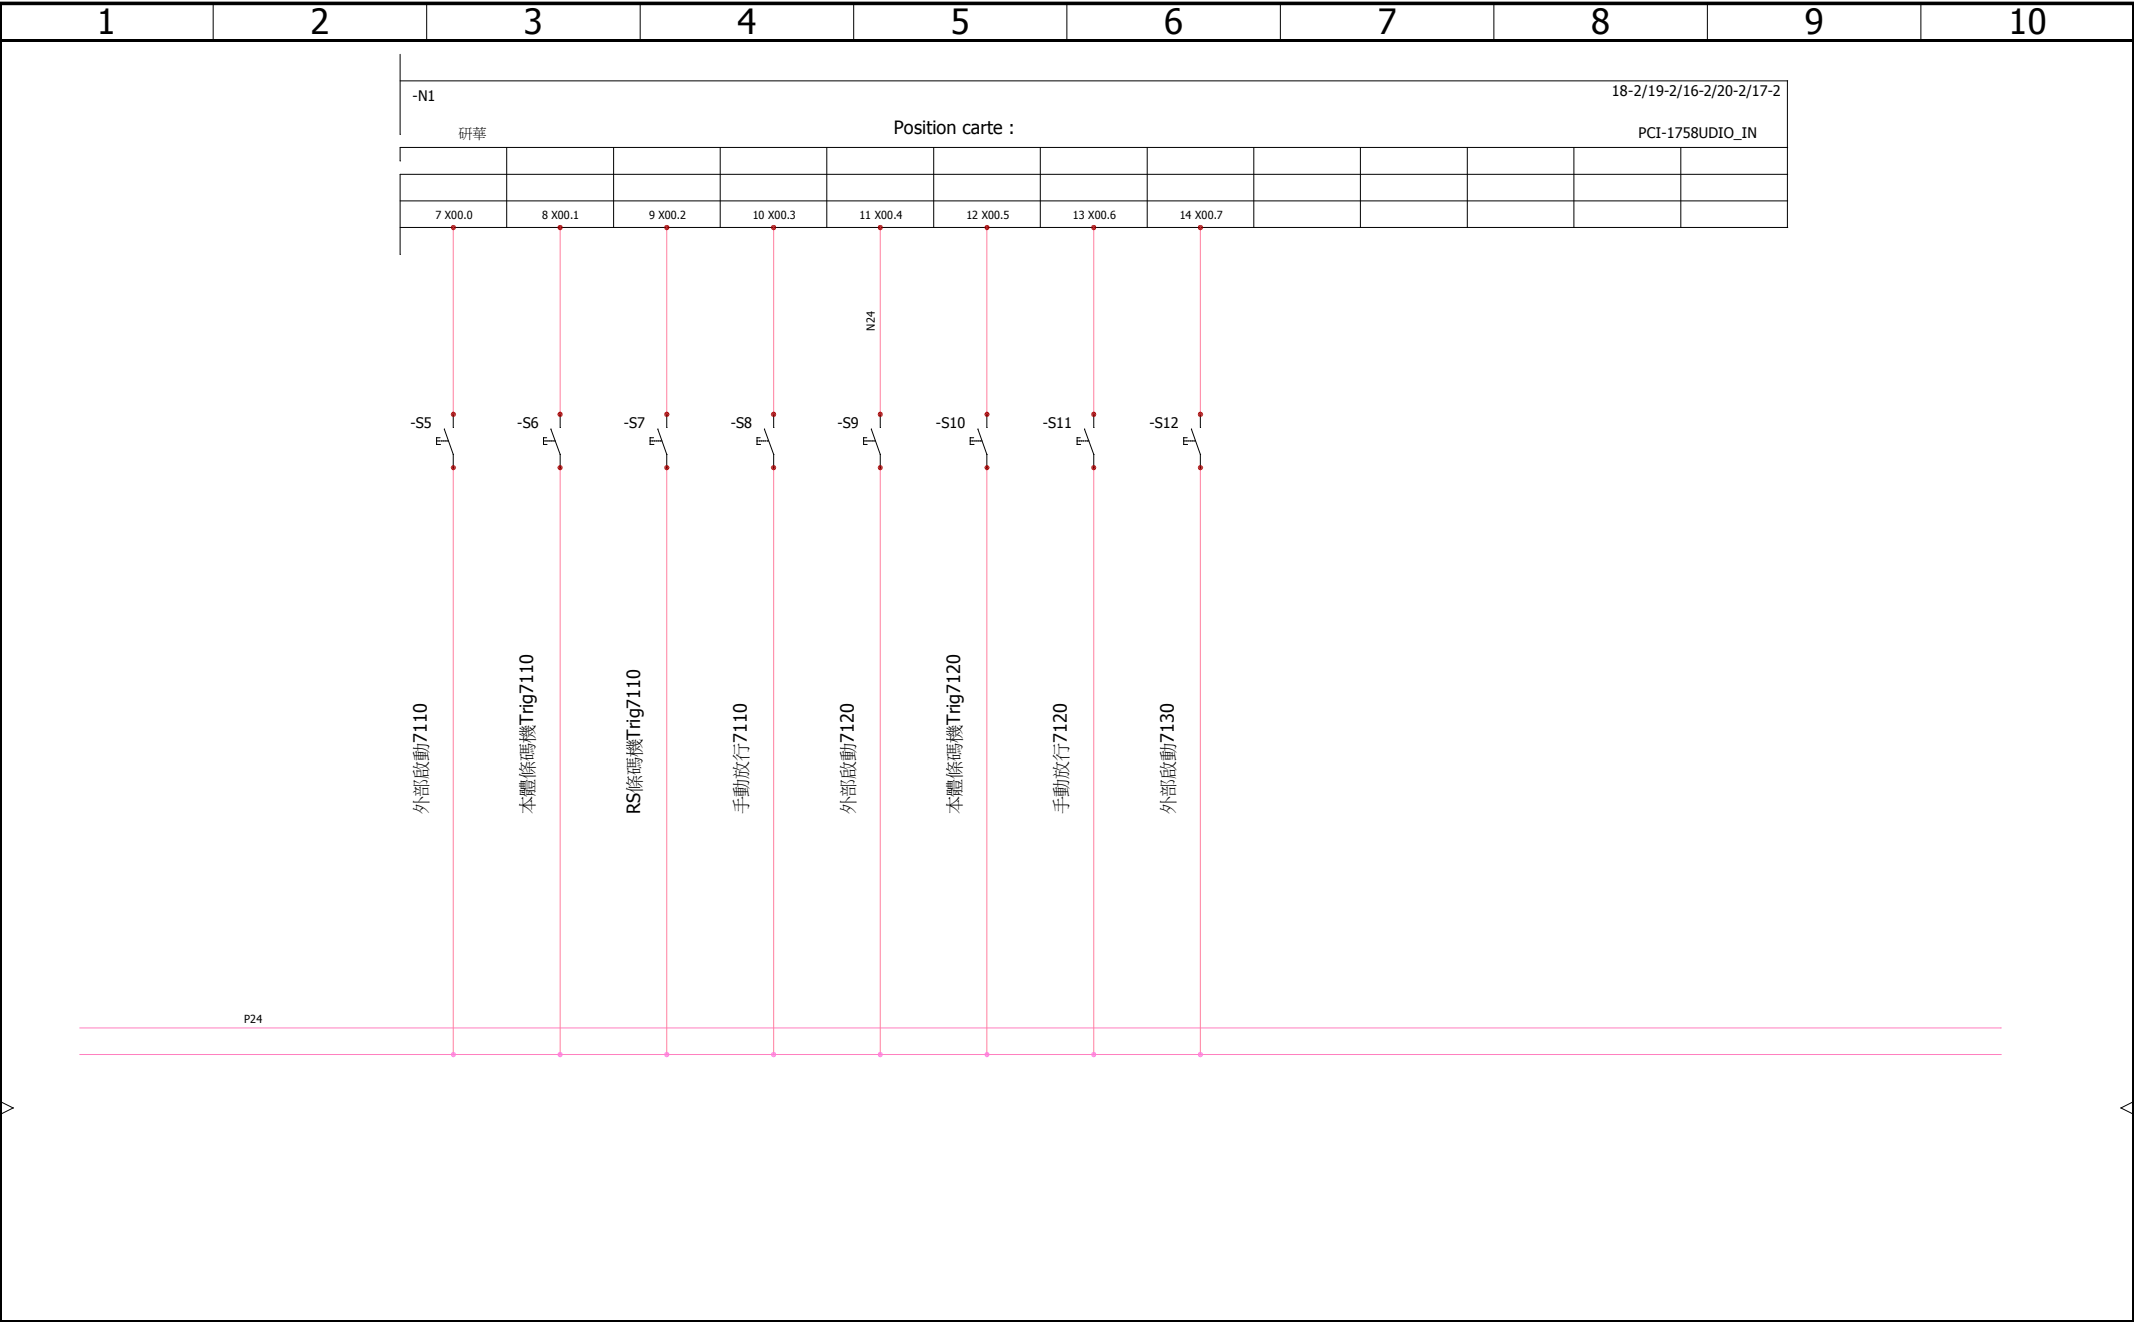 1 2 3 4 5 6 7 8 9 10
-N1 18-2/19-2/16-2/20-2/17-2
研華 Position carte : PCI-1758UDIO_IN
7 X00.0 8 X00.1 9 X00.2 10 X00.3 11 X00.4 12 X00.5 13 X00.6 14 X00.7
N24
-S5 -S6 -S7 -S8 -S9 -S10 -S11 -S12
外部啟動7110
本體條碼機Trig7110
RS條碼機Trig7110
手動放行7110
外部啟動7120
本體條碼機Trig7120
手動放行7120
外部啟動7130
P24